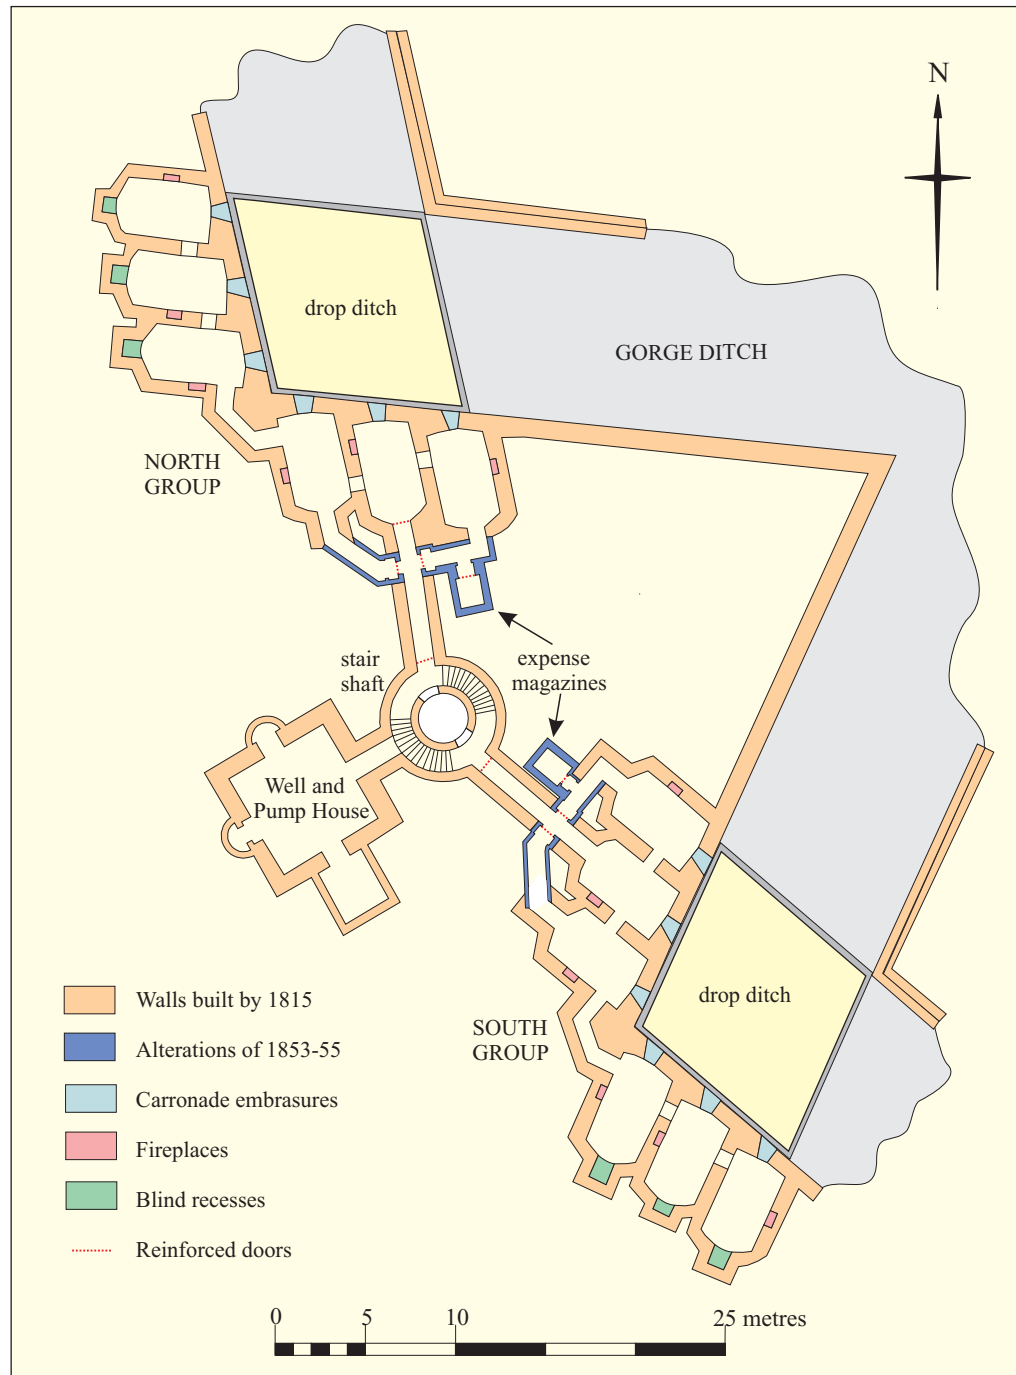 N
drop ditch
GORGE DITCH
NORTH
GROUP
stair
shaft
expense
magazines
Well and
Pump House
drop ditch
SOUTH
GROUP
Walls built by 1815
Alterations of 1853-55
Carronade embrasures
Fireplaces
Blind recesses
Reinforced doors
0 5 10 25 metres